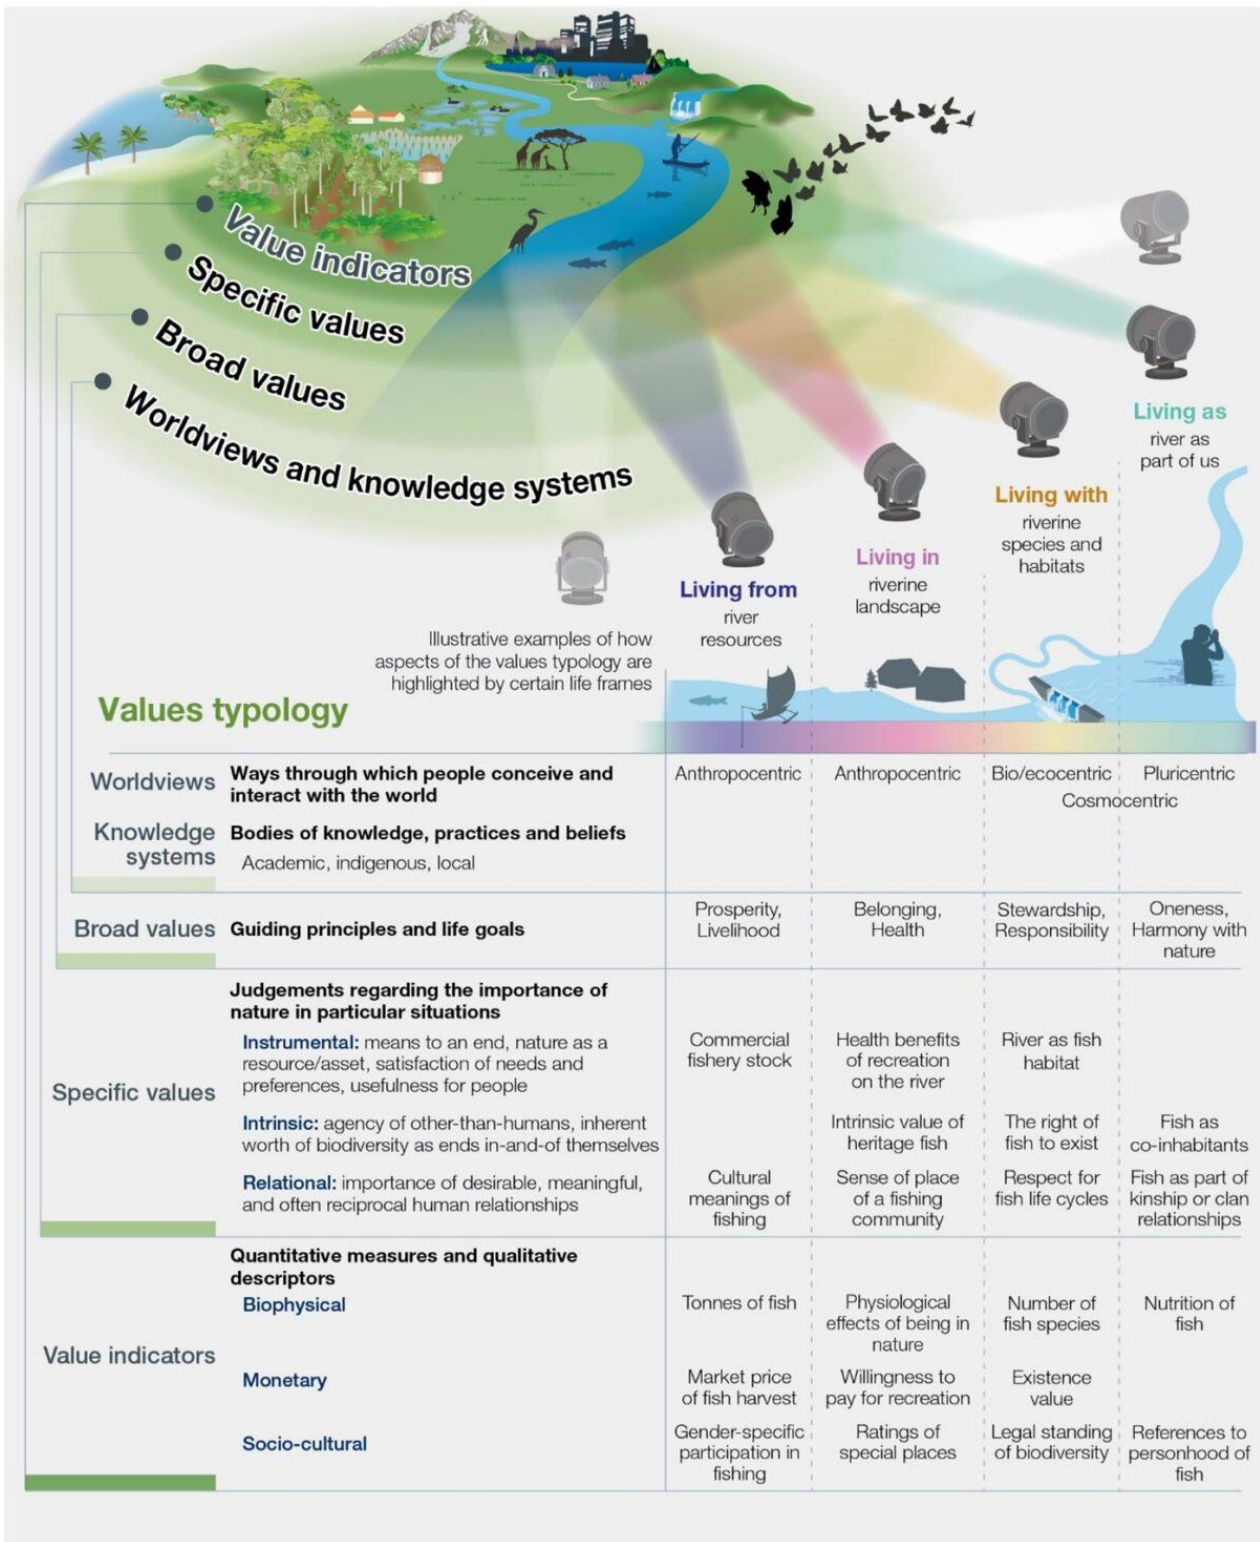 Value indicators
Specific values
Broad values
Worldviews and knowledge systems
Living as
river as
part of us
Living with
riverine
species and
habitats
Living in
riverine
landscape
Living from
river
resources
Illustrative examples of how
aspects of the values typology are
highlighted by certain life frames
Values typology
Worldviews
Ways through which people conceive and
interact with the world
Anthropocentric
Anthropocentric
Bio/ecocentric
Pluricentric
Cosmocentric
Knowledge
systems
Bodies of knowledge, practices and beliefs
Academic, indigenous, local
Broad values
Guiding principles and life goals
Prosperity,
Livelihood
Belonging,
Health
Stewardship,
Responsibility
Oneness,
Harmony with
nature
Specific values
Judgements regarding the importance of
nature in particular situations
Instrumental: means to an end, nature as a
resource/asset, satisfaction of needs and
preferences, usefulness for people
Commercial
fishery stock
Health benefits
of recreation
on the river
River as fish
habitat
Intrinsic: agency of other-than-humans, inherent
worth of biodiversity as ends in-and-of themselves
Intrinsic value of
heritage fish
The right of
fish to exist
Fish as
co-inhabitants
Relational: importance of desirable, meaningful,
and often reciprocal human relationships
Cultural
meanings of
fishing
Sense of place
of a fishing
community
Respect for
fish life cycles
Fish as part of
kinship or clan
relationships
Value indicators
Quantitative measures and qualitative
descriptors
Biophysical
Tonnes of fish
Physiological
effects of being in
nature
Number of
fish species
Nutrition of
fish
Monetary
Market price
of fish harvest
Willingness to
pay for recreation
Existence
value
Socio-cultural
Gender-specific
participation in
fishing
Ratings of
special places
Legal standing
of biodiversity
References to
personhood of
fish